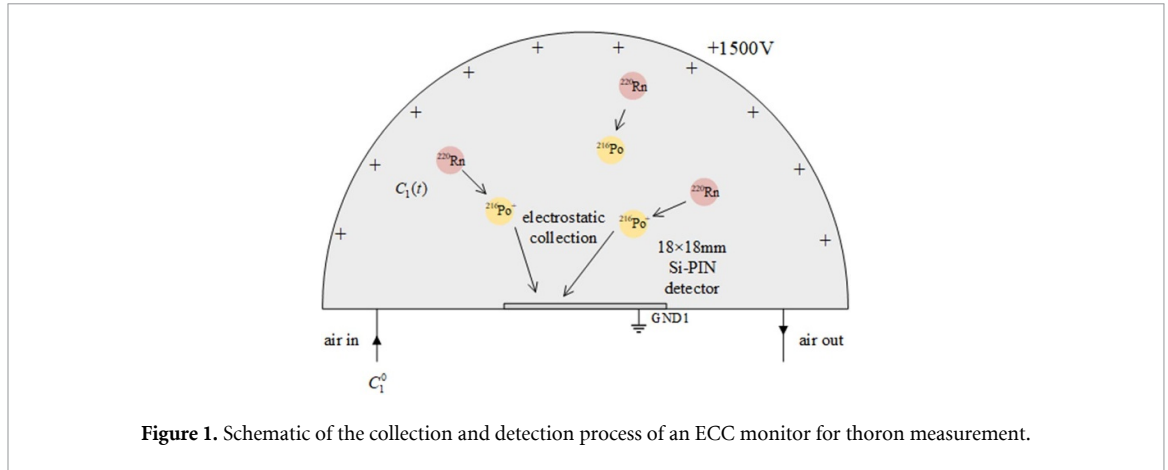 +1500V
²²⁰Rn
²¹⁶Po
²²⁰Rn
C₁(t)
²²⁰Rn
²¹⁶Po⁺
²¹⁶Po⁺
electrostatic
collection
18×18mm
Si-PIN
detector
GND1
air in
air out
C₁⁰
Figure 1. Schematic of the collection and detection process of an ECC monitor for thoron measurement.